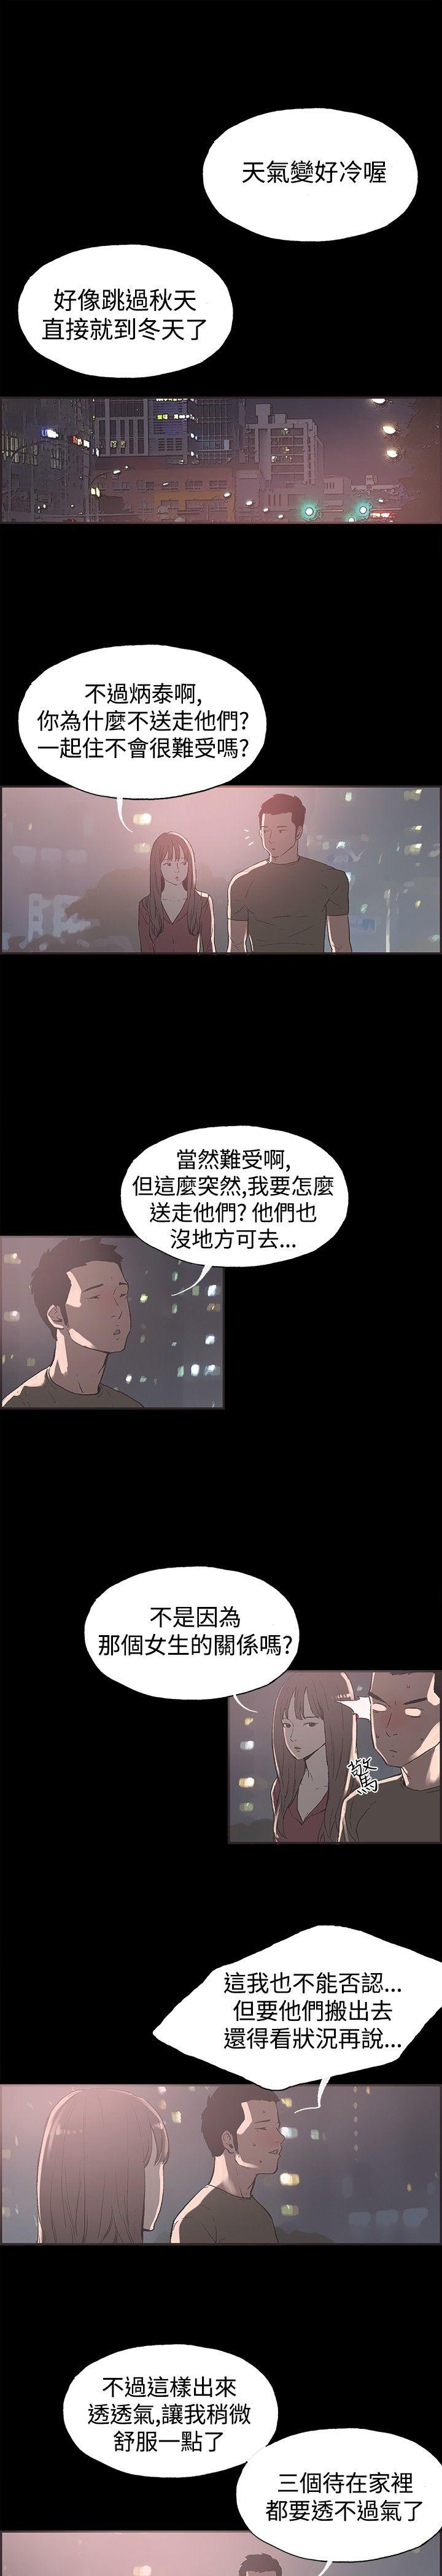 天氣變好冷喔
好像跳過秋天
直接就到冬天了
不過炳泰啊,
你為什麼不送走他們?
一起住不會很難受嗎?
當然難受啊,
但這麼突然,我要怎麼
送走他們? 他們也
沒地方可去...
不是因為
那個女生的關係嗎?
驚
這我也不能否認...
但要他們搬出去
還得看狀況再說...
不過這樣出來
透透氣,讓我稍微
舒服一點了
三個待在家裡
都要透不過氣了